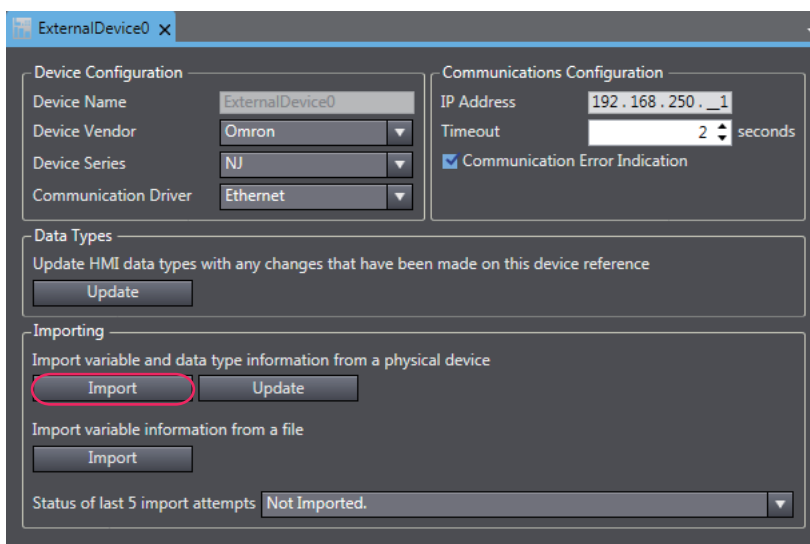 ExternalDevice0
Device Configuration
Device Name ExternalDevice0
Device Vendor Omron
Device Series NJ
Communication Driver Ethernet
Communications Configuration
IP Address 192 . 168 . 250 . __1
Timeout 2 seconds
Communication Error Indication
Data Types
Update HMI data types with any changes that have been made on this device reference
Update
Importing
Import variable and data type information from a physical device
Import Update
Import variable information from a file
Import
Status of last 5 import attempts Not Imported.